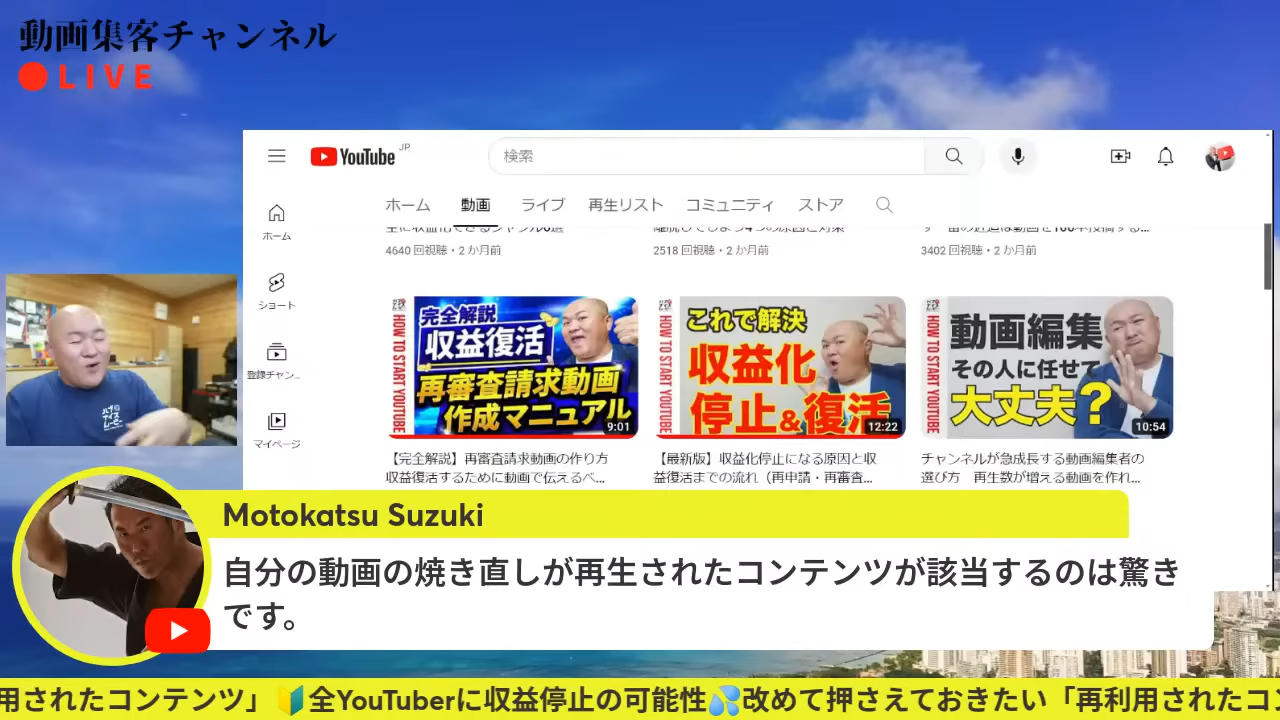 動画集客チャンネル
LIVE
YouTube JP
検索
ホーム 動画 ライブ 再生リスト コミュニティ ストア
ホーム
ショート
登録チャン...
マイページ
4640 回視聴・2 か月前
2518 回視聴・2 か月前
3402 回視聴・2 か月前
HOW TO START YOUTUBE
完全解説
収益復活
再審査請求動画
作成マニュアル
9:01
HOW TO START YOUTUBE
これで解決
収益化
停止&復活
12:22
HOW TO START YOUTUBE
動画編集
その人に任せて
大丈夫?
10:54
【完全解説】再審査請求動画の作り方
収益復活するために動画で伝えるべ...
【最新版】収益化停止になる原因と収
益復活までの流れ（再申請・再審査...
チャンネルが急成長する動画編集者の
選び方 再生数が増える動画を作れ...
Motokatsu Suzuki
自分の動画の焼き直しが再生されたコンテンツが該当するのは驚き
です。
用されたコンテンツ」🔰全YouTuberに収益停止の可能性💦改めて押さえておきたい「再利用されたコン